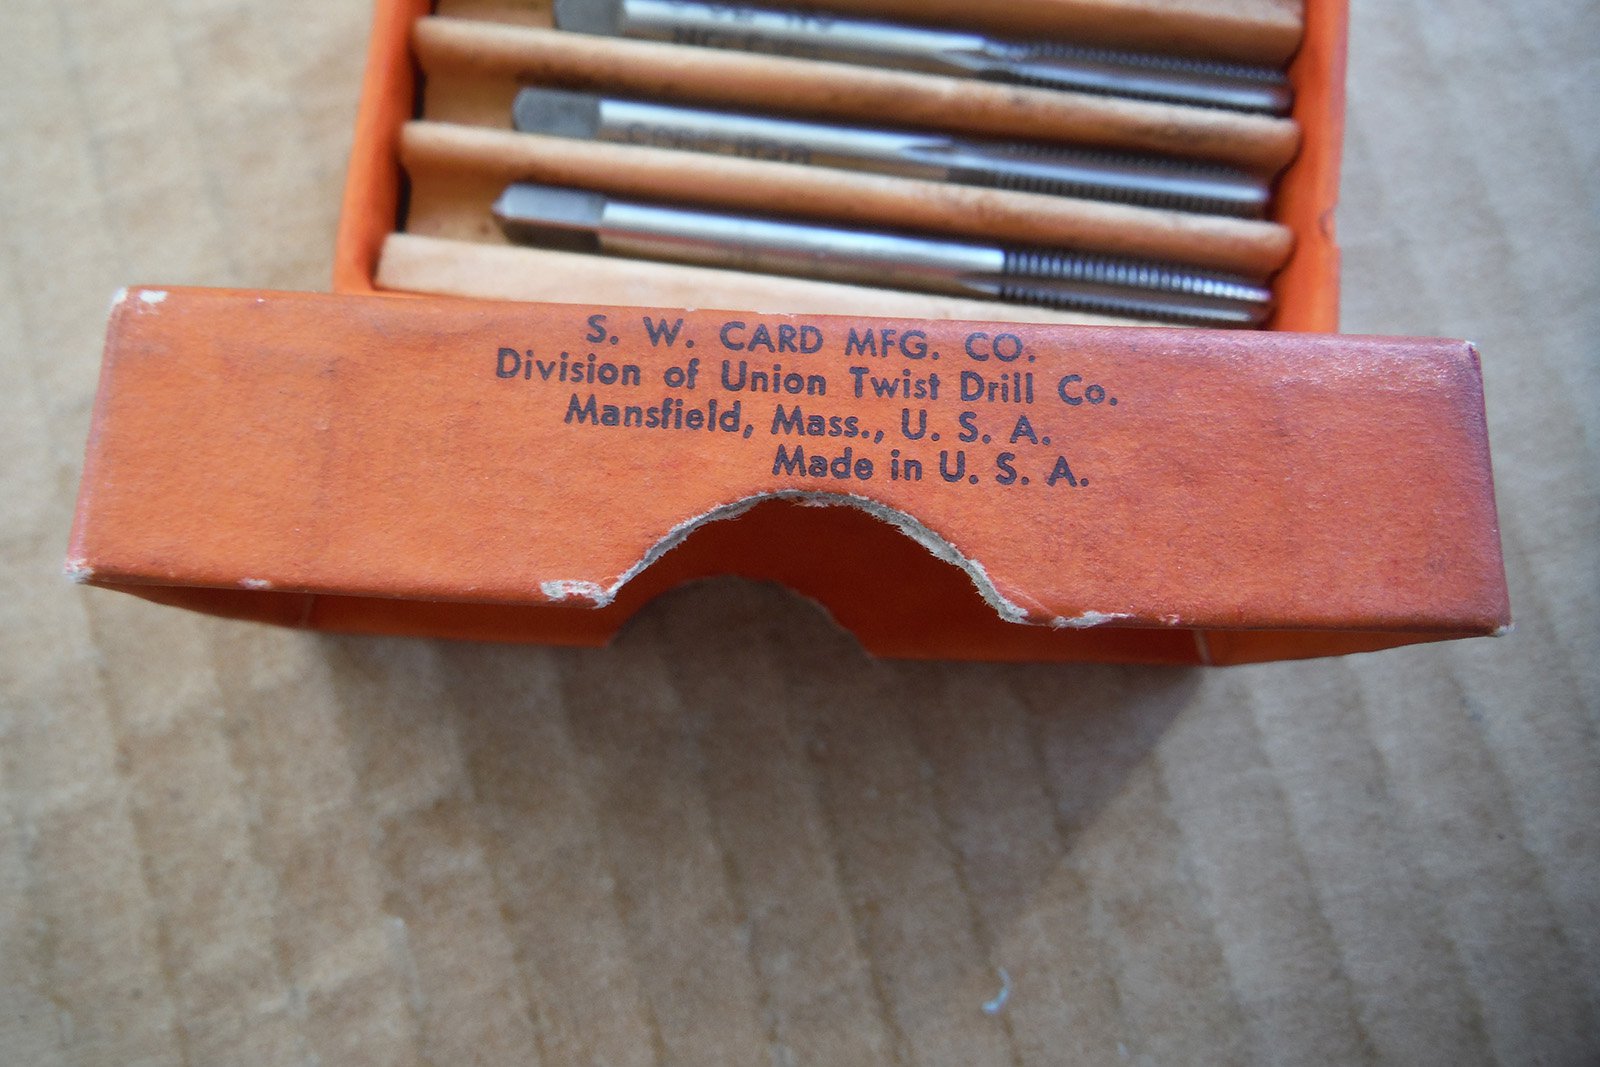 S. W. CARD MFG. CO.
Division of Union Twist Drill Co.
Mansfield, Mass., U. S. A.
Made in U. S. A.